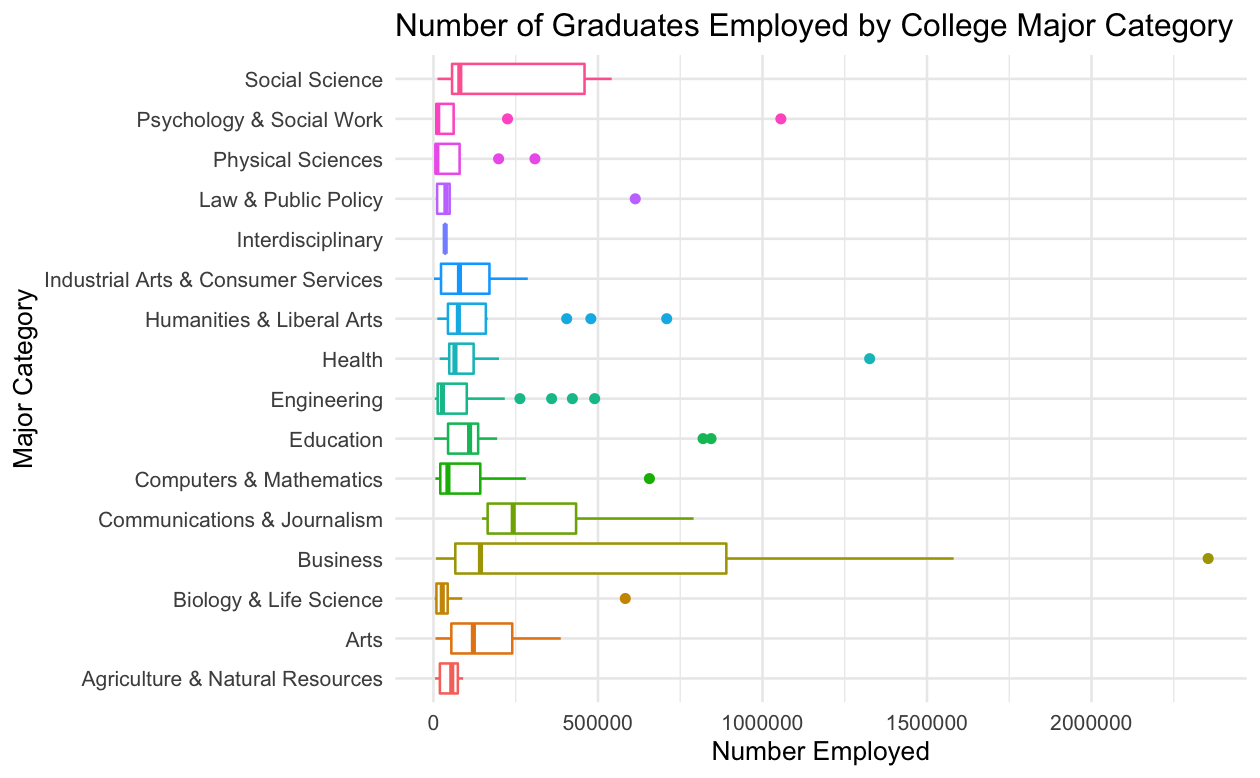 Number of Graduates Employed by College Major Category
Major Category
Social Science
Psychology & Social Work
Physical Sciences
Law & Public Policy
Interdisciplinary
Industrial Arts & Consumer Services
Humanities & Liberal Arts
Health
Engineering
Education
Computers & Mathematics
Communications & Journalism
Business
Biology & Life Science
Arts
Agriculture & Natural Resources
0 500000 1000000 1500000 2000000
Number Employed